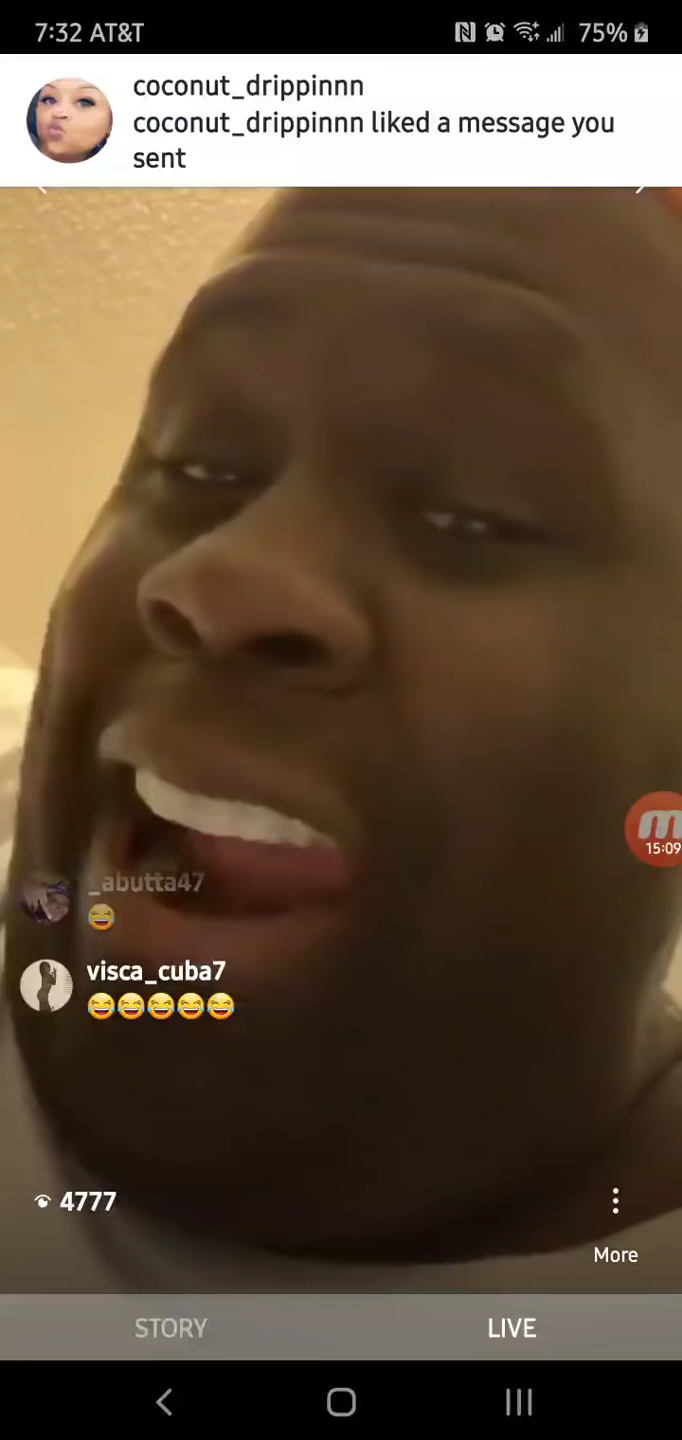 7:32 AT&T 75%
coconut_drippinnn
coconut_drippinnn liked a message you
sent
15:09
_abutta47
😂
visca_cuba7
😂😂😂😂😂
4777
More
STORY LIVE